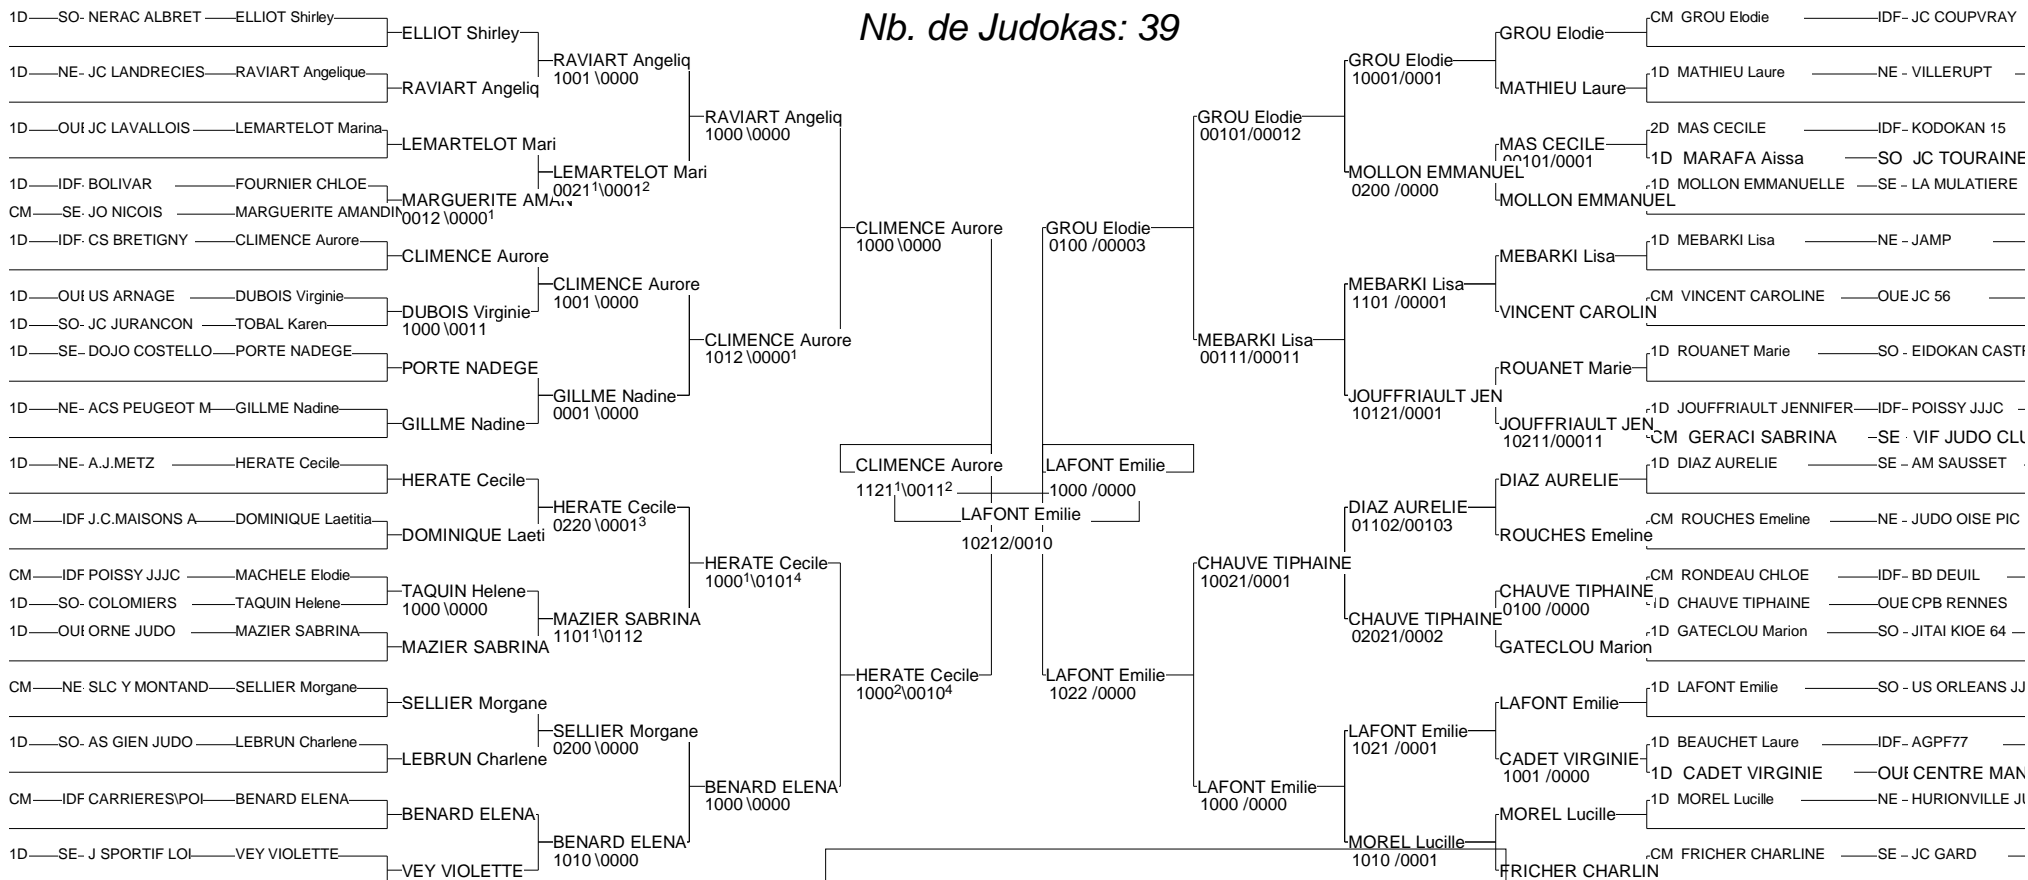 Nb. de Judokas: 39
1D SO- NERAC ALBRET ELLIOT Shirley
1D NE- JC LANDRECIES RAVIART Angelique
1D OUI JC LAVALLOIS LEMARTELOT Marina
1D IDF- BOLIVAR FOURNIER CHLOE
CM SE- JO NICOIS MARGUERITE AMANDIN
1D IDF- CS BRETIGNY CLIMENCE Aurore
1D OUI US ARNAGE DUBOIS Virginie
1D SO- JC JURANCON TOBAL Karen
1D SE- DOJO COSTELLO PORTE NADEGE
1D NE- ACS PEUGEOT M GILLME Nadine
1D NE- A.J.METZ HERATE Cecile
CM IDF J.C.MAISONS A DOMINIQUE Laetitia
CM IDF POISSY JJJC MACHELE Elodie
1D SO- COLOMIERS TAQUIN Helene
1D OUI ORNE JUDO MAZIER SABRINA
CM NE- SLC Y MONTAND SELLIER Morgane
1D SO- AS GIEN JUDO LEBRUN Charlene
CM IDF CARRIERES\POI BENARD ELENA
1D SE- J SPORTIF LOI VEY VIOLETTE
ELLIOT Shirley
RAVIART Angeliq
LEMARTELOT Mari
MARGUERITE AMAN
0012 \0000¹
CLIMENCE Aurore
DUBOIS Virginie
1000 \0011
PORTE NADEGE
GILLME Nadine
HERATE Cecile
DOMINIQUE Laeti
TAQUIN Helene
1000 \0000
MAZIER SABRINA
SELLIER Morgane
LEBRUN Charlene
BENARD ELENA
VEY VIOLETTE
RAVIART Angeliq
1001 \0000
LEMARTELOT Mari
0021¹\0001²
CLIMENCE Aurore
1001 \0000
GILLME Nadine
0001 \0000
HERATE Cecile
0220 \0001³
MAZIER SABRINA
1101¹\0112
SELLIER Morgane
0200 \0000
BENARD ELENA
1010 \0000
RAVIART Angeliq
1000 \0000
CLIMENCE Aurore
1012 \0000¹
HERATE Cecile
1000¹\0101⁴
BENARD ELENA
1000 \0000
CLIMENCE Aurore
1000 \0000
HERATE Cecile
1000²\0010⁴
CLIMENCE Aurore
1121¹\0011²
LAFONT Emilie
1000 /0000
LAFONT Emilie
10212/0010
GROU Elodie
0100 /00003
LAFONT Emilie
1022 /0000
GROU Elodie
00101/00012
MEBARKI Lisa
00111/00011
CHAUVE TIPHAINE
10021/0001
LAFONT Emilie
1000 /0000
GROU Elodie
10001/0001
MOLLON EMMANUEL
0200 /0000
MEBARKI Lisa
1101 /00001
JOUFFRIAULT JEN
10121/0001
DIAZ AURELIE
01102/00103
CHAUVE TIPHAINE
02021/0002
LAFONT Emilie
1021 /0001
MOREL Lucille
1010 /0001
GROU Elodie
MATHIEU Laure
MAS CECILE
00101/0001
MOLLON EMMANUEL
MEBARKI Lisa
VINCENT CAROLIN
ROUANET Marie
JOUFFRIAULT JEN
10211/00011
DIAZ AURELIE
ROUCHES Emeline
CHAUVE TIPHAINE
0100 /0000
GATECLOU Marion
LAFONT Emilie
CADET VIRGINIE
1001 /0000
MOREL Lucille
FRICHER CHARLIN
CM GROU Elodie IDF- JC COUPVRAY
1D MATHIEU Laure NE - VILLERUPT
2D MAS CECILE IDF- KODOKAN 15
1D MARAFA Aissa SO JC TOURAINE
1D MOLLON EMMANUELLE SE - LA MULATIERE
1D MEBARKI Lisa NE - JAMP
CM VINCENT CAROLINE OUE JC 56
1D ROUANET Marie SO - EIDOKAN CASTR
1D JOUFFRIAULT JENNIFER IDF- POISSY JJJC
CM GERACI SABRINA SE - VIF JUDO CLU
1D DIAZ AURELIE SE - AM SAUSSET
CM ROUCHES Emeline NE - JUDO OISE PIC
CM RONDEAU CHLOE IDF- BD DEUIL
1D CHAUVE TIPHAINE OUE CPB RENNES
1D GATECLOU Marion SO - JITAI KIOE 64
1D LAFONT Emilie SO - US ORLEANS JJ
1D BEAUCHET Laure IDF- AGPF77
1D CADET VIRGINIE OUE CENTRE MAN
1D MOREL Lucille NE - HURIONVILLE JU
CM FRICHER CHARLINE SE - JC GARD